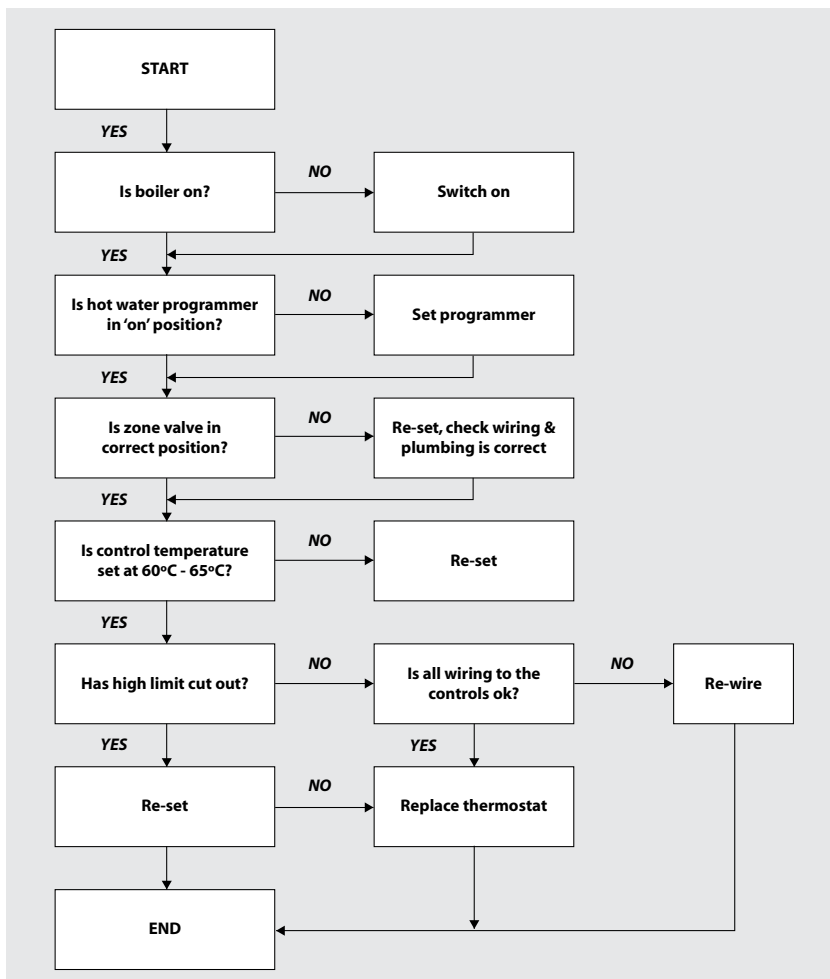 START
YES
Is boiler on?
NO
Switch on
YES
Is hot water programmer
in ‘on’ position?
NO
Set programmer
YES
Is zone valve in
correct position?
NO
Re-set, check wiring &
plumbing is correct
YES
Is control temperature
set at 60ºC - 65ºC?
NO
Re-set
YES
Has high limit cut out?
NO
Is all wiring to the
controls ok?
NO
Re-wire
YES
YES
Re-set
NO
Replace thermostat
END